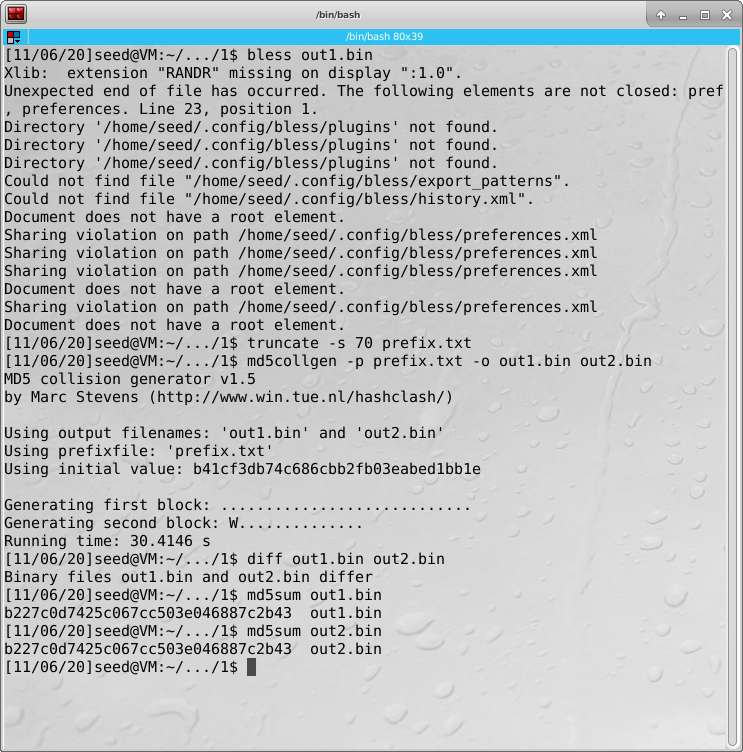 /bin/bash
/bin/bash 80x39
[11/06/20]seed@VM:~/.../1$ bless out1.bin
Xlib:  extension "RANDR" missing on display ":1.0".
Unexpected end of file has occurred. The following elements are not closed: pref
, preferences. Line 23, position 1.
Directory '/home/seed/.config/bless/plugins' not found.
Directory '/home/seed/.config/bless/plugins' not found.
Directory '/home/seed/.config/bless/plugins' not found.
Could not find file "/home/seed/.config/bless/export_patterns".
Could not find file "/home/seed/.config/bless/history.xml".
Document does not have a root element.
Sharing violation on path /home/seed/.config/bless/preferences.xml
Sharing violation on path /home/seed/.config/bless/preferences.xml
Sharing violation on path /home/seed/.config/bless/preferences.xml
Document does not have a root element.
Sharing violation on path /home/seed/.config/bless/preferences.xml
Document does not have a root element.
[11/06/20]seed@VM:~/.../1$ truncate -s 70 prefix.txt
[11/06/20]seed@VM:~/.../1$ md5collgen -p prefix.txt -o out1.bin out2.bin
MD5 collision generator v1.5
by Marc Stevens (http://www.win.tue.nl/hashclash/)

Using output filenames: 'out1.bin' and 'out2.bin'
Using prefixfile: 'prefix.txt'
Using initial value: b41cf3db74c686cbb2fb03eabed1bb1e

Generating first block: ............................
Generating second block: W..............
Running time: 30.4146 s
[11/06/20]seed@VM:~/.../1$ diff out1.bin out2.bin
Binary files out1.bin and out2.bin differ
[11/06/20]seed@VM:~/.../1$ md5sum out1.bin
b227c0d7425c067cc503e046887c2b43  out1.bin
[11/06/20]seed@VM:~/.../1$ md5sum out2.bin
b227c0d7425c067cc503e046887c2b43  out2.bin
[11/06/20]seed@VM:~/.../1$